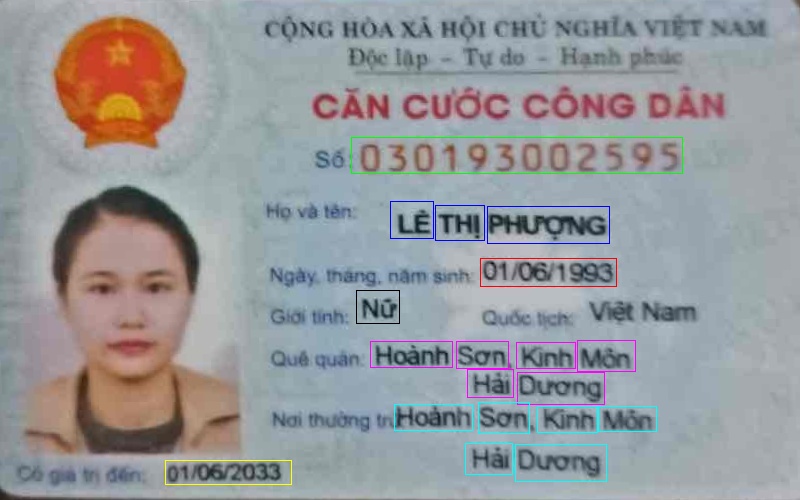 CỘNG HÒA XÃ HỘI CHỦ NGHĨA VIỆT NAM
Độc lập - Tự do - Hạnh phúc
CĂN CƯỚC CÔNG DÂN
Số: 030193002595
Họ và tên: LÊ THỊ PHƯỢNG
Ngày, tháng, năm sinh: 01/06/1993
Giới tính: Nữ Quốc tịch: Việt Nam
Quê quán: Hoành Sơn, Kinh Môn
Hải Dương
Nơi thường trú: Hoành Sơn, Kinh Môn
Hải Dương
Có giá trị đến: 01/06/2033